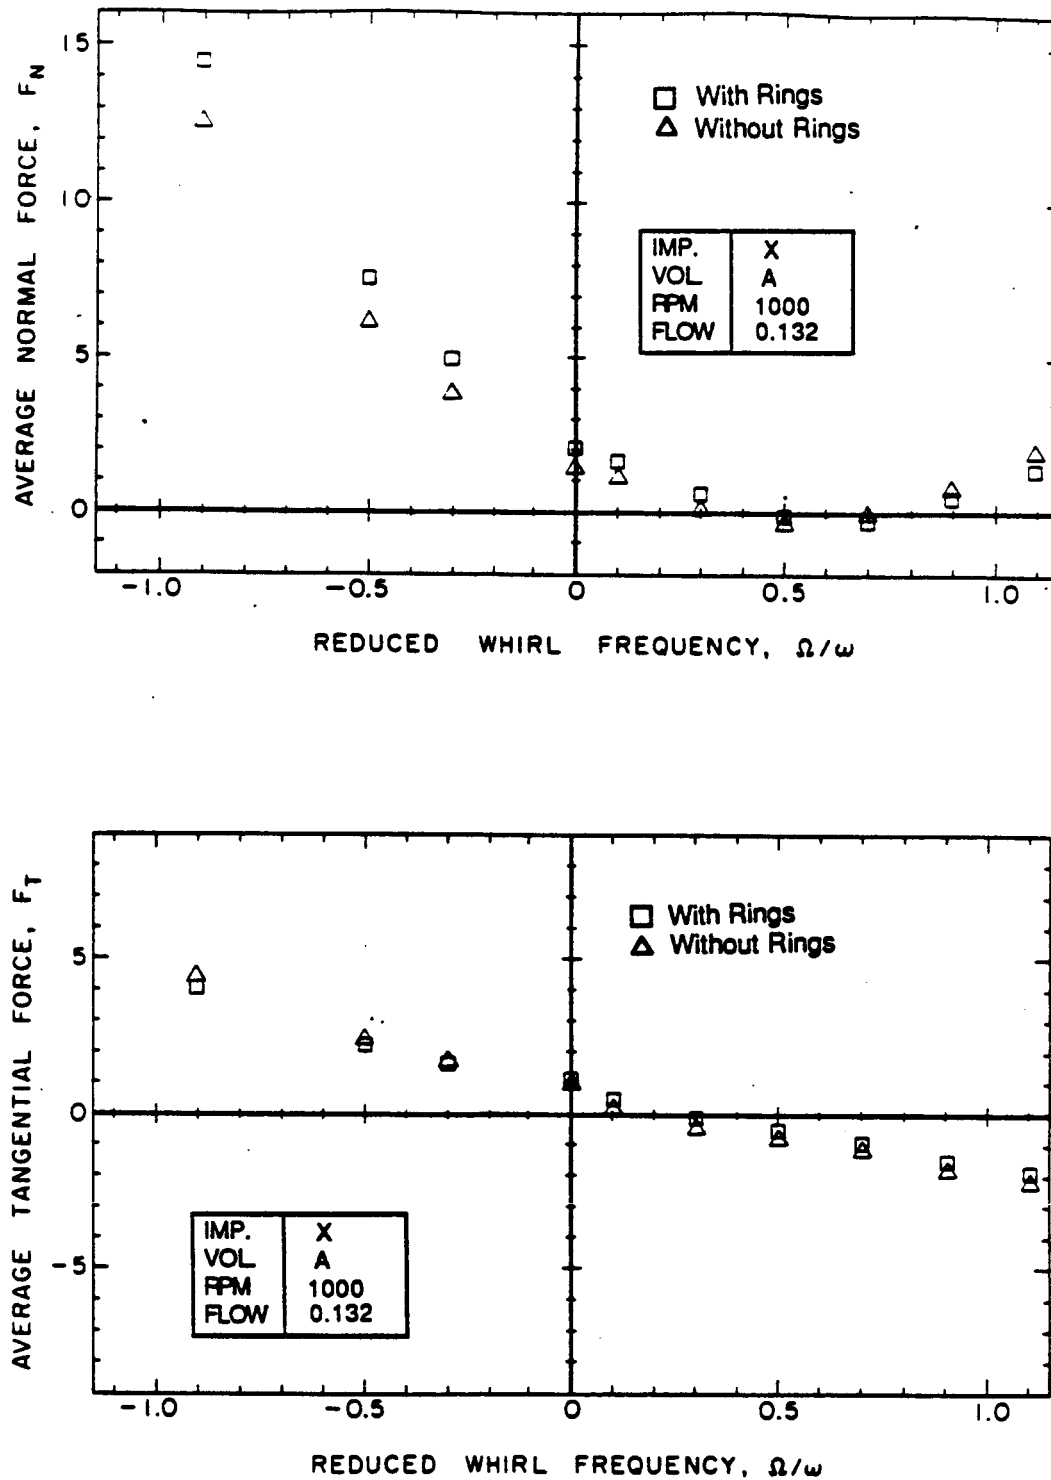 AVERAGE NORMAL FORCE, FN
15
10
5
0
□ With Rings
△ Without Rings
IMP. X
VOL A
RPM 1000
FLOW 0.132
-1.0 -0.5 0 0.5 1.0
REDUCED WHIRL FREQUENCY, Ω/ω
AVERAGE TANGENTIAL FORCE, FT
5
0
-5
□ With Rings
△ Without Rings
IMP. X
VOL A
RPM 1000
FLOW 0.132
-1.0 -0.5 0 0.5 1.0
REDUCED WHIRL FREQUENCY, Ω/ω